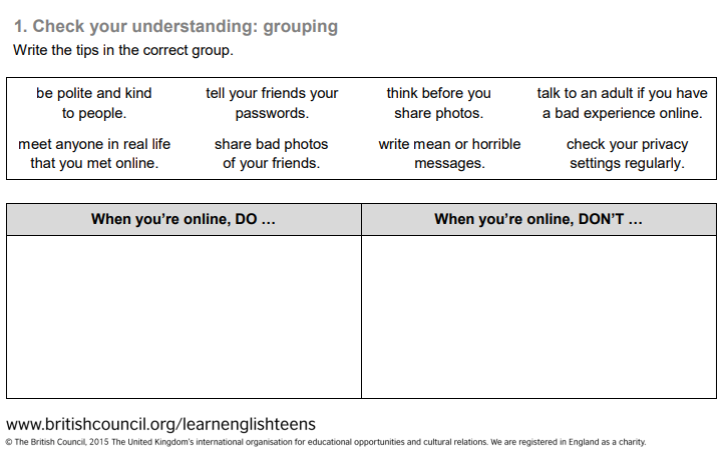 1. Check your understanding: grouping
Write the tips in the correct group.
be polite and kind
to people.
tell your friends your
passwords.
think before you
share photos.
talk to an adult if you have
a bad experience online.
meet anyone in real life
that you met online.
share bad photos
of your friends.
write mean or horrible
messages.
check your privacy
settings regularly.
When you’re online, DO …
When you’re online, DON’T …
www.britishcouncil.org/learnenglishteens
© The British Council, 2015 The United Kingdom’s international organisation for educational opportunities and cultural relations. We are registered in England as a charity.